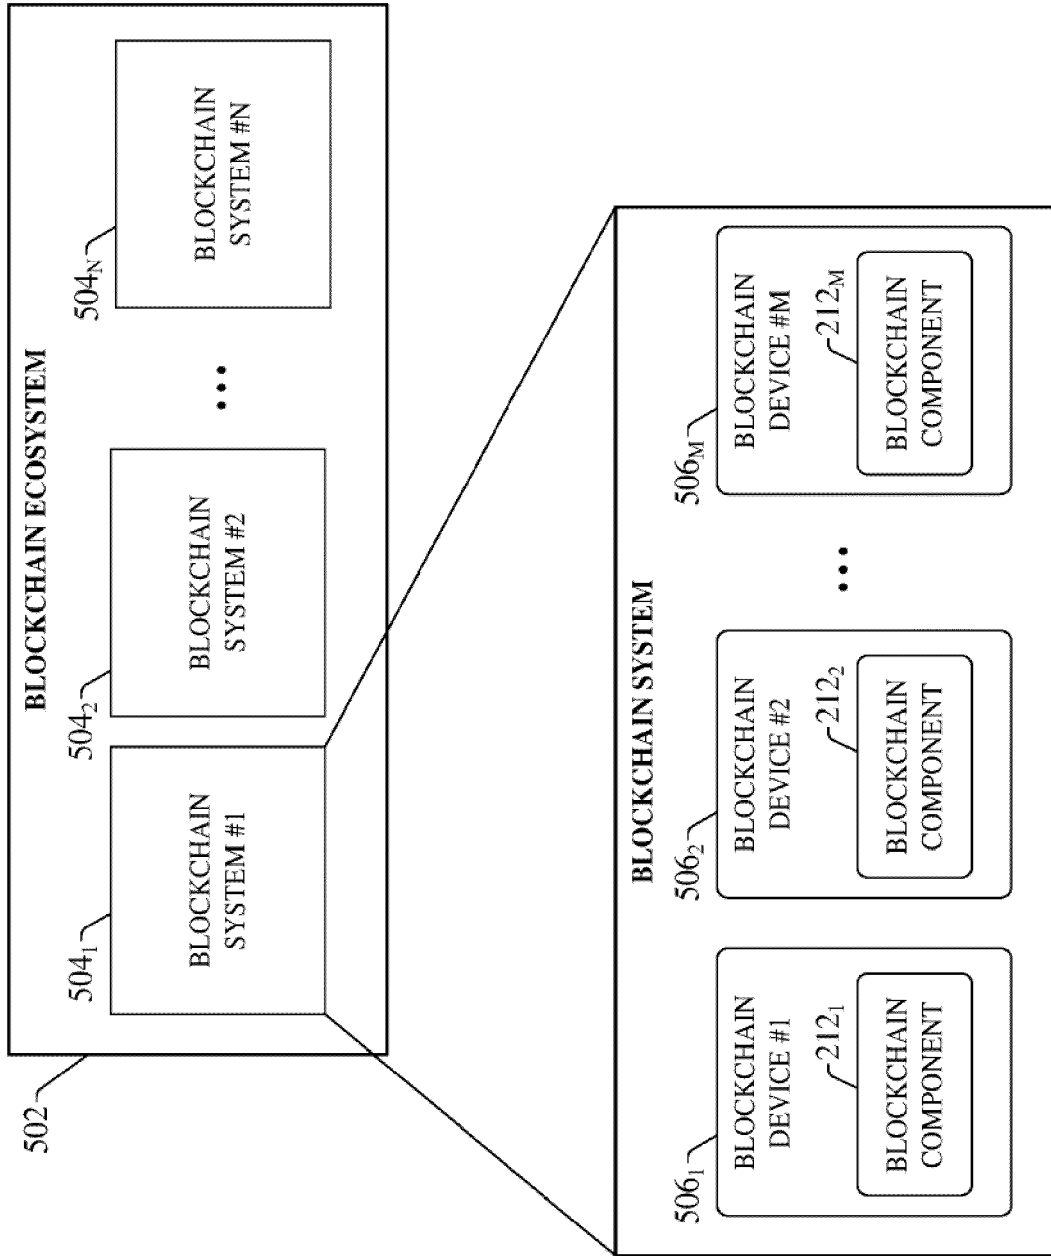 BLOCKCHAIN ECOSYSTEM
502
504₁
BLOCKCHAIN
SYSTEM #1
504₂
BLOCKCHAIN
SYSTEM #2
•••
504N
BLOCKCHAIN
SYSTEM #N
BLOCKCHAIN SYSTEM
506₁
BLOCKCHAIN
DEVICE #1
212₁
BLOCKCHAIN
COMPONENT
506₂
BLOCKCHAIN
DEVICE #2
212₂
BLOCKCHAIN
COMPONENT
•••
506M
BLOCKCHAIN
DEVICE #M
212M
BLOCKCHAIN
COMPONENT